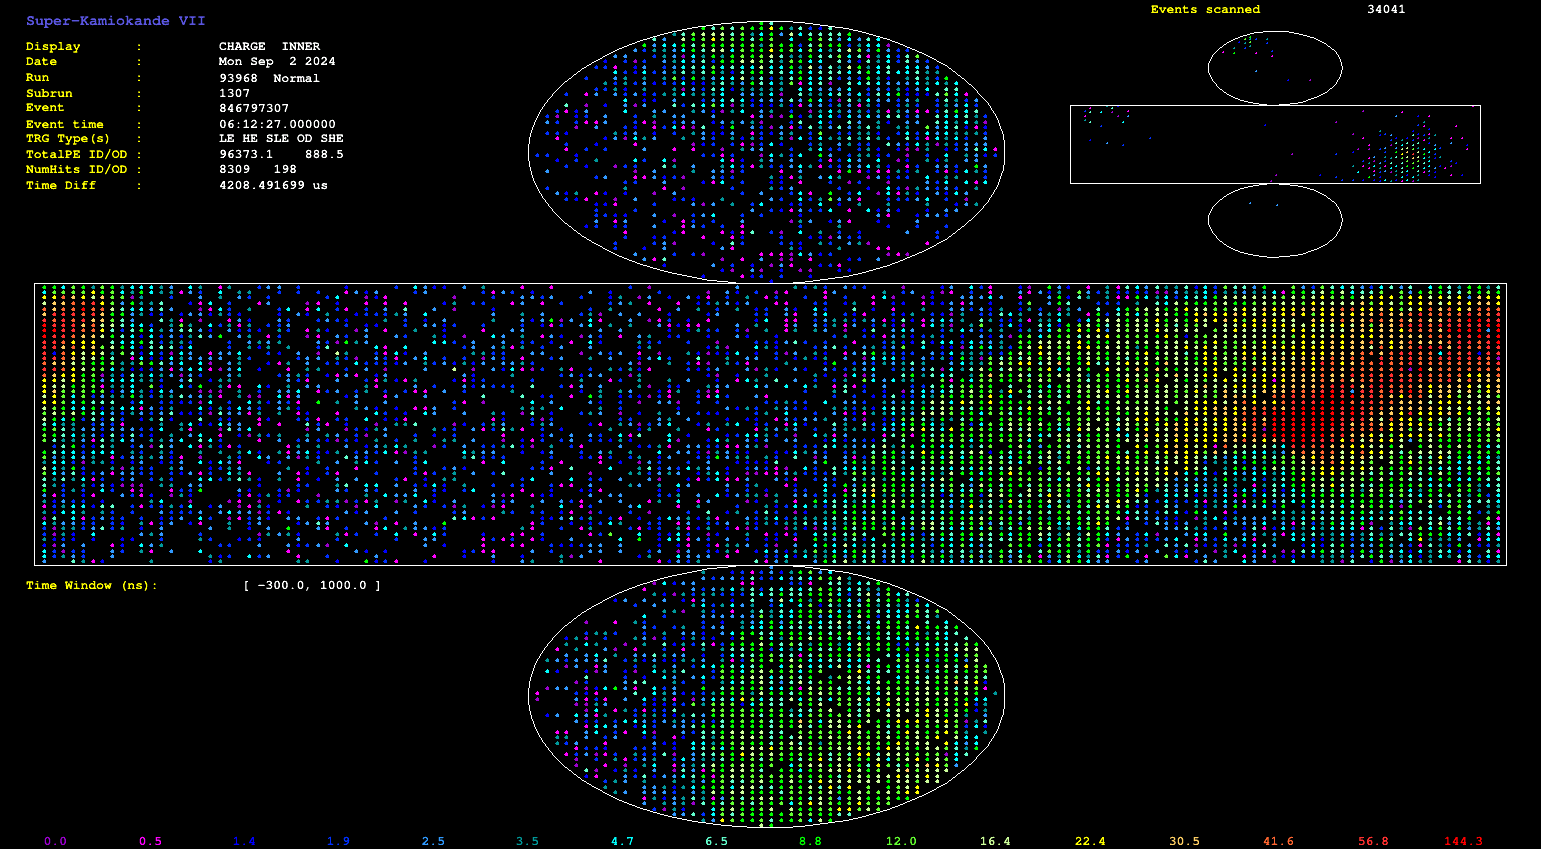 Super-Kamiokande VII
Events scanned 34041
Display : CHARGE INNER
Date : Mon Sep 2 2024
Run : 93968 Normal
Subrun : 1307
Event : 846797307
Event time : 06:12:27.000000
TRG Type(s) : LE HE SLE OD SHE
TotalPE ID/OD : 96373.1 888.5
NumHits ID/OD : 8309 198
Time Diff : 4208.491699 us
Time Window (ns): [ -300.0, 1000.0 ]
0.0 0.5 1.4 1.9 2.5 3.5 4.7 6.5 8.8 12.0 16.4 22.4 30.5 41.6 56.8 144.3